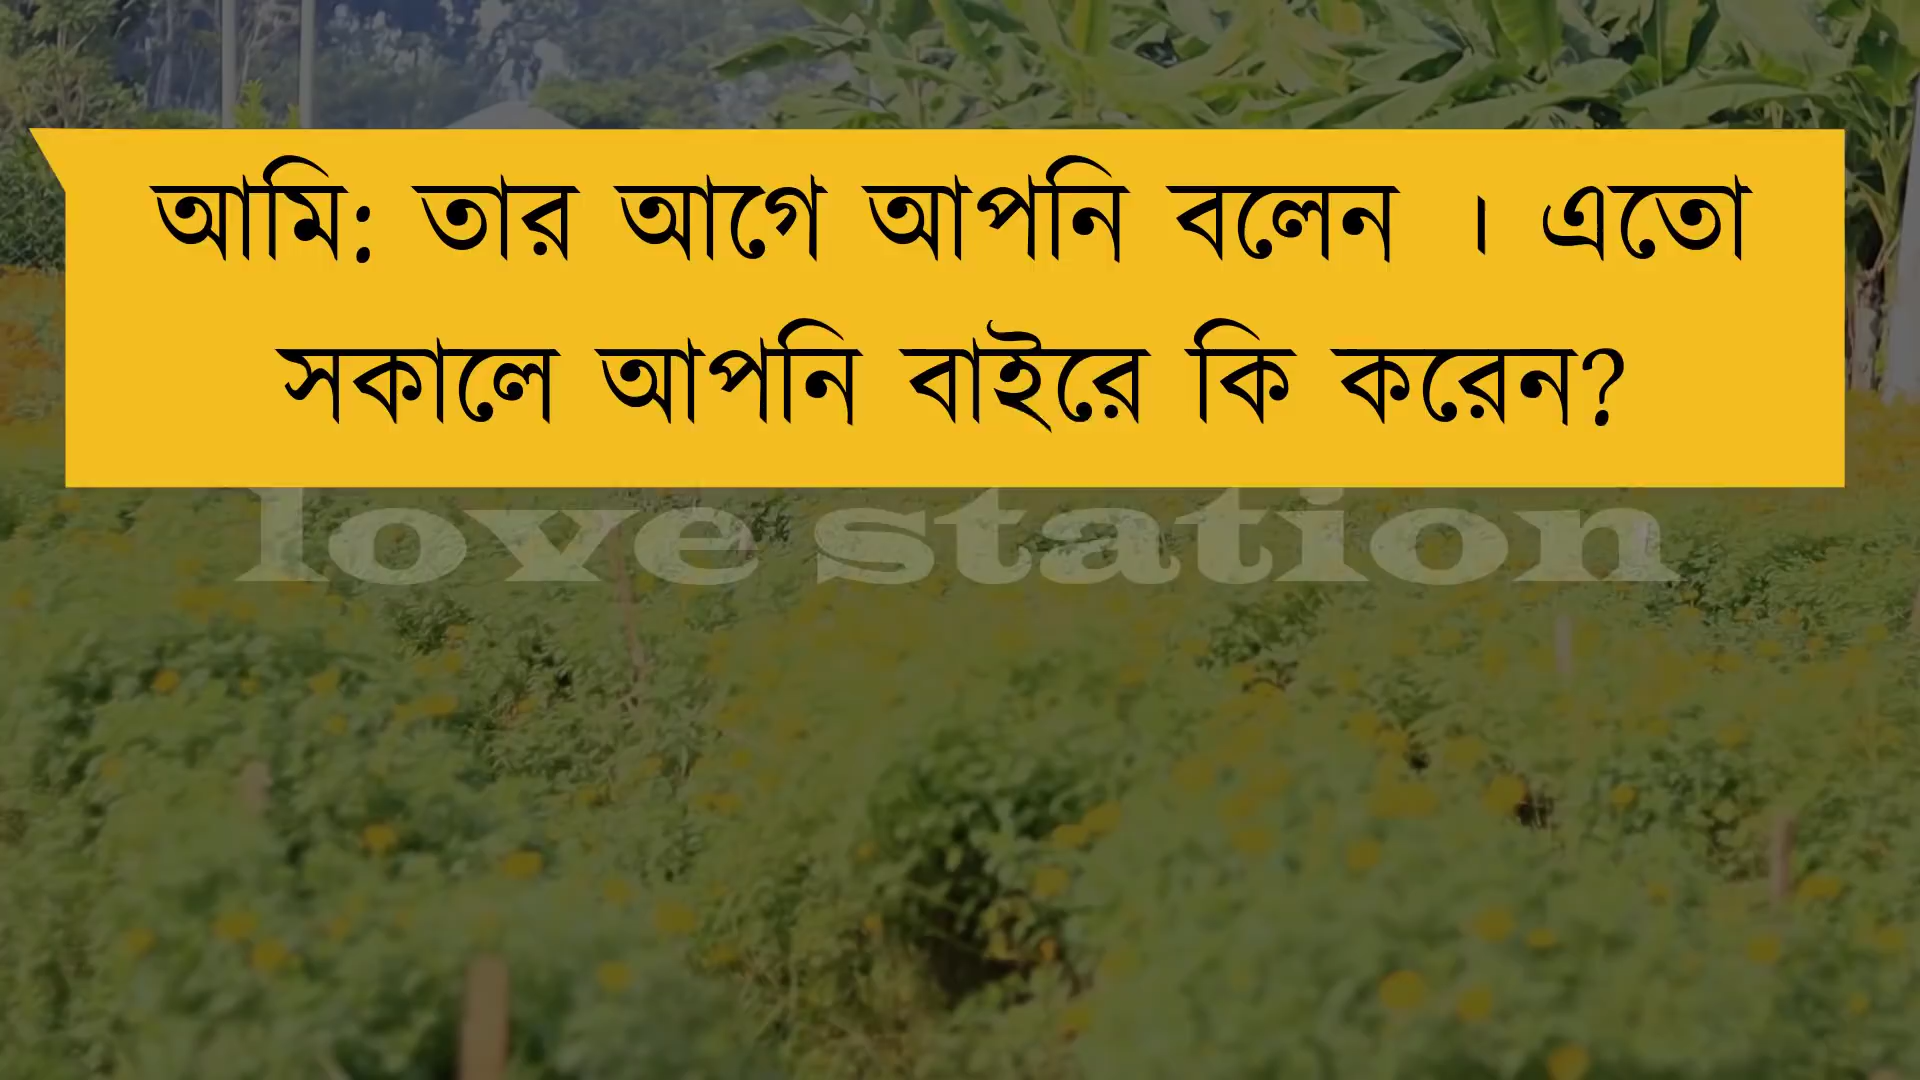 আমি: তার আগে আপনি বলেন । এতো
সকালে আপনি বাইরে কি করেন?
love station